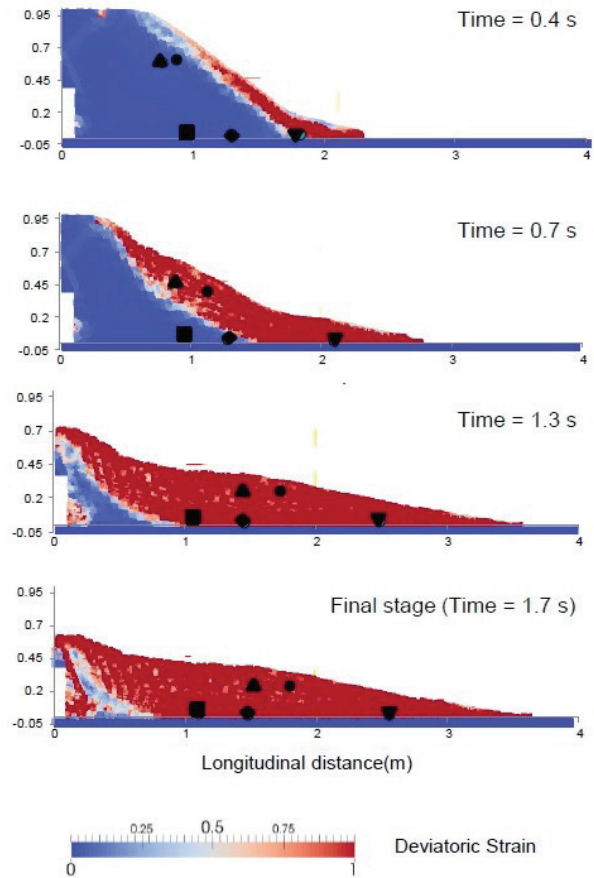 Time = 0.4 s
0.95
0.7
0.45
0.2
-0.05
0 1 2 3 4
Time = 0.7 s
0.95
0.7
0.45
0.2
-0.05
0 1 2 3 4
Time = 1.3 s
0.95
0.7
0.45
0.2
-0.05
0 1 2 3 4
Final stage (Time = 1.7 s)
0.95
0.7
0.45
0.2
-0.05
0 1 2 3 4
Longitudinal distance(m)
0.25 0.5 0.75
Deviatoric Strain
0 1